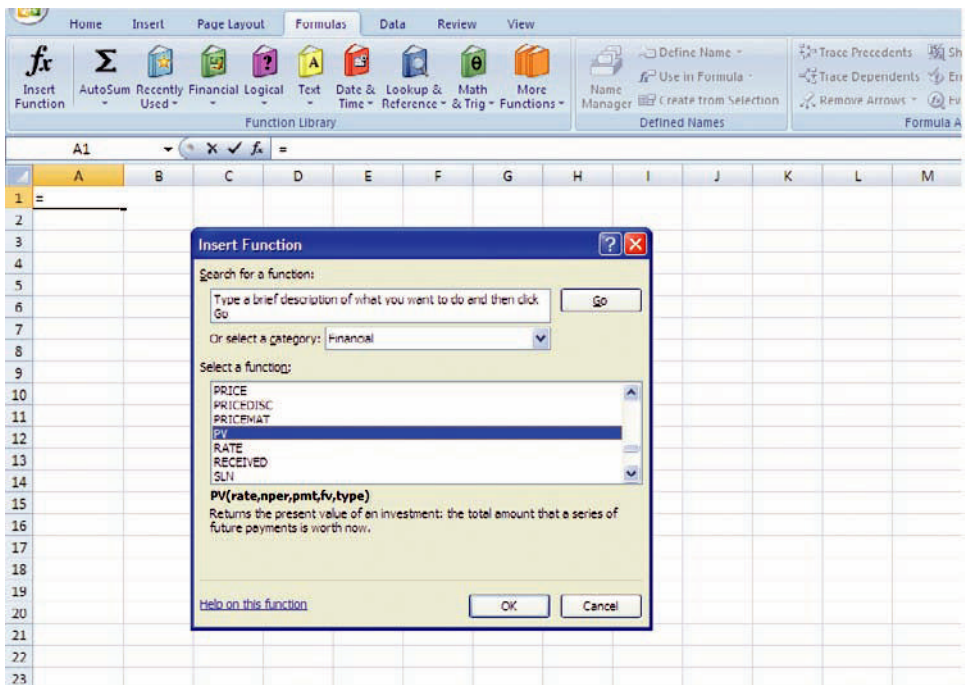 Home Insert Page Layout Formulas Data Review View
fx Σ ? A θ
Insert Function AutoSum Recently Used Financial Logical Text Date & Time Lookup & Reference Math & Trig More Functions
Name Manager
Define Name
Use in Formula
Create from Selection
Trace Precedents
Trace Dependents
Remove Arrows
Function Library Defined Names Formula A
A1 fx =
A B C D E F G H I J K L M
1 =
2
3
4
5
6
7
8
9
10
11
12
13
14
15
16
17
18
19
20
21
22
23
Insert Function
Search for a function:
Type a brief description of what you want to do and then click
Go
Go
Or select a category: Financial
Select a function:
PRICE
PRICEDISC
PRICEMAT
PV
RATE
RECEIVED
SLN
PV(rate,nper,pmt,fv,type)
Returns the present value of an investment: the total amount that a series of
future payments is worth now.
Help on this function
OK Cancel